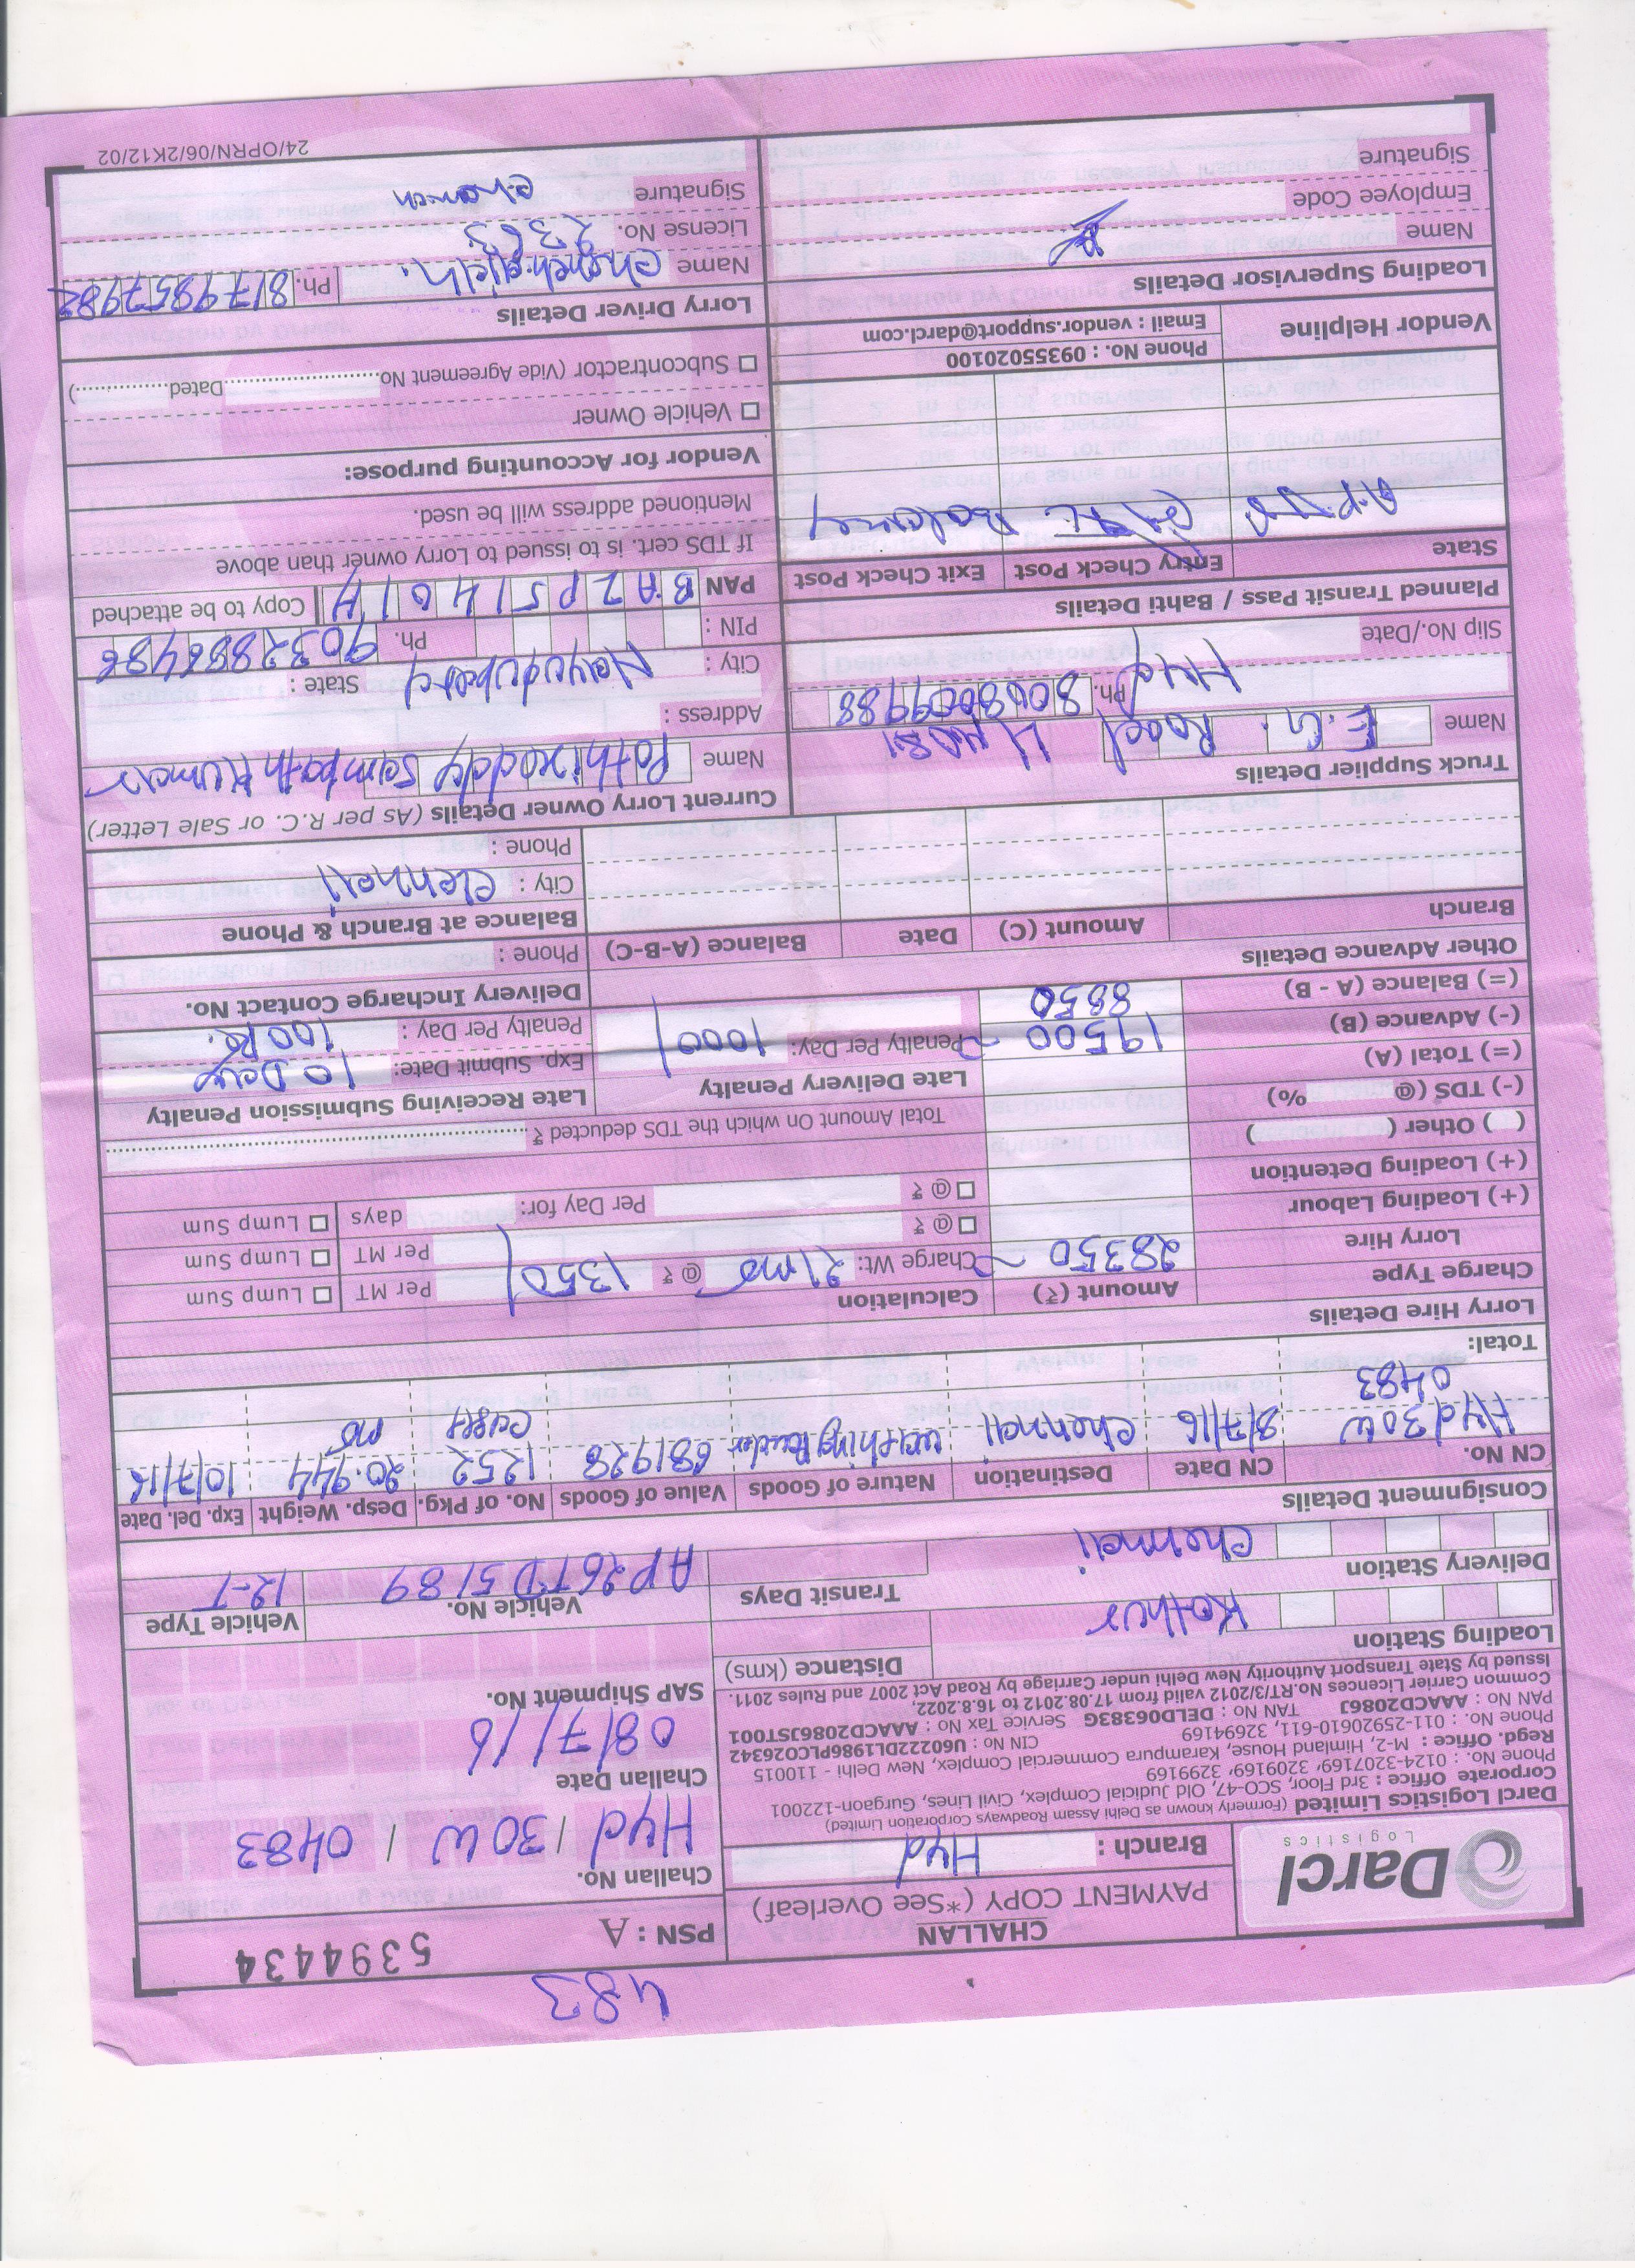 483
Darcl
Logistics
CHALLAN
PAYMENT COPY (*See Overleaf)
Branch : Hyd
PSN : A 5394434
Challan No.
Hyd / 30W / 0483
Darcl Logistics Limited (Formerly known as Delhi Assam Roadways Corporation Limited)
Corporate Office : 3rd Floor, SCO-47, Old Judicial Complex, Civil Lines, Gurgaon-122001
Phone No. : 0124-3207169, 3209169, 3299169
Regd. Office : M-2, Himland House, Karampura Commercial Complex, New Delhi - 110015
Phone No. : 011-25920610-611, 32694169 CIN No : U60222DL1986PLCO26342
PAN No : AAACD2086J TAN No : DELD06383G Service Tax No : AAACD2086JST001
Common Carrier Licences No.RT/3/2012 valid from 17.08.2012 to 16.8.2022,
Issued by State Transport Authority New Delhi under Carriage by Road Act, 2007 and Rules 2011.
Challan Date
08/7/16
SAP Shipment No.
Loading Station Kothur
Distance (kms)
Delivery Station Chennai
Transit Days
Vehicle No. AP26TD5189
Vehicle Type 12-T
Consignment Details
CN No. CN Date Destination Nature of Goods Value of Goods No. of Pkg. Desp. Weight Exp. Del. Date
Hyd 30W 8/7/16 Chennai Washing Powder 681928 1252 20.944 10/7/16
0483
Total:
Lorry Hire Details
Charge Type Amount (₹) Calculation
Lorry Hire 28350 Charge Wt: 21 @ ₹ 1350/ Per MT Lump Sum
(+) Loading Labour @ ₹ Per MT Lump Sum
(+) Loading Detention @ ₹ Per Day for: days Lump Sum
( ) Other ( )
Total Amount On which the TDS deducted ₹
(-) TDS (@ %)
(=) Total (A)
(-) Advance (B) 19500
(=) Balance (A - B) 8850
Late Delivery Penalty
Penalty Per Day: 1000/
Late Receiving Submission Penalty
Exp. Submit Date: 10 Day
Penalty Per Day : 100 Rs.
Delivery Incharge Contact No.
Phone :
Other Advance Details
Branch Amount (C) Date Balance (A-B-C)
Balance at Branch & Phone
City : Chennai
Phone :
Truck Supplier Details
Name E.G. Road
Ph. 8008009988
Hyd
Slip No./Date
Current Lorry Owner Details (As per R.C. or Sale Letter)
Name Pothireddy Sampath Kumar
Address :
City : Nayudupeta State :
PIN : Ph. 9032886486
PAN BAZPS1401H Copy to be attached
If TDS cert. is to issued to Lorry owner than above
Mentioned address will be used.
Planned Transit Pass / Bahti Details
State Entry Check Post Exit Check Post
Vendor for Accounting purpose:
Vehicle Owner
Subcontractor (Vide Agreement No Dated )
Vendor Helpline
Phone No. : 09355020100
Email : vendor.support@darcl.com
Loading Supervisor Details
Name
Employee Code
Signature
Lorry Driver Details
Name Ph. 8179857982
License No. 2363
Signature
24/OPRN/06/2K12/02